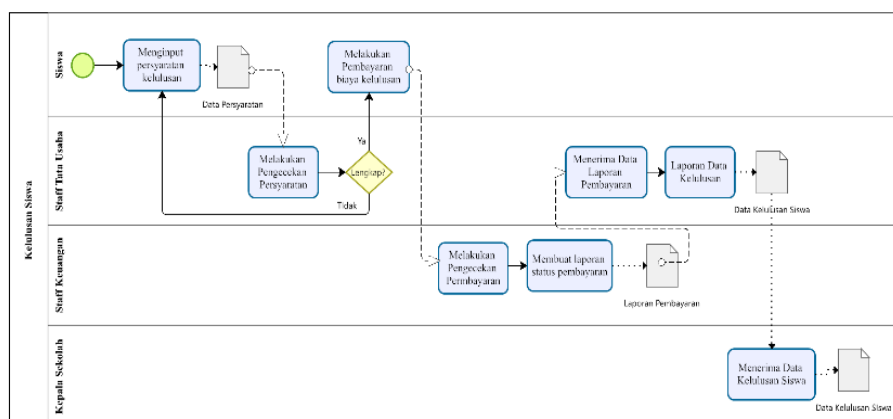 Kelulusan Siswa
Siswa
Menginput
persyaratan
kelulusan
Data Persyaratan
Melakukan
Pembayaran
biaya kelulusan
Staff Tata Usaha
Melakukan
Pengecekan
Persyaratan
Lengkap?
Ya
Tidak
Menerima Data
Laporan
Pembayaran
Laporan Data
Kelulusan
Data Kelulusan Siswa
Staff Keuangan
Melakukan
Pengecekan
Permbayaran
Membuat laporan
status pembayaran
Laporan Pembayaran
Kepala Sekolah
Menerima Data
Kelulusan Siswa
Data Kelulusan Siswa